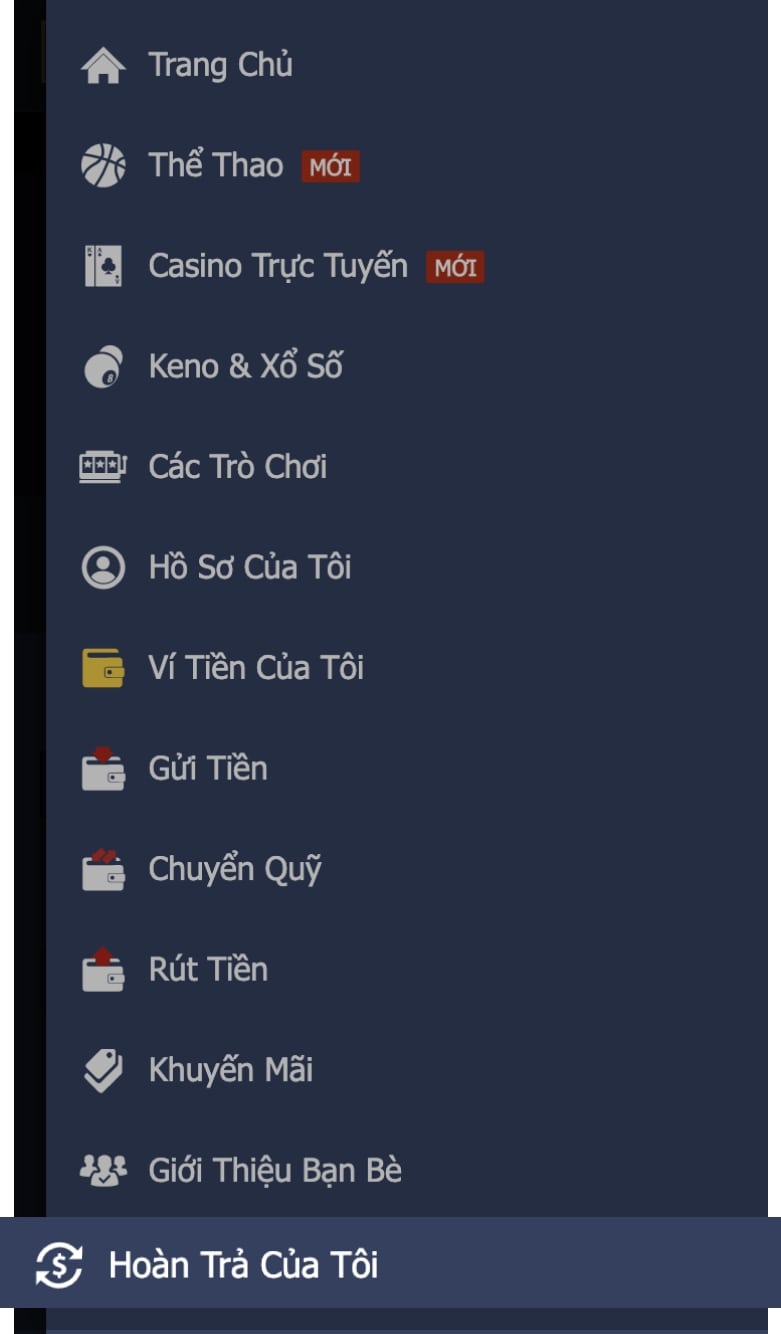 Trang Chủ
Thể Thao MỚI
Casino Trực Tuyến MỚI
Keno & Xổ Số
Các Trò Chơi
Hồ Sơ Của Tôi
Ví Tiền Của Tôi
Gửi Tiền
Chuyển Quỹ
Rút Tiền
Khuyến Mãi
Giới Thiệu Bạn Bè
Hoàn Trả Của Tôi